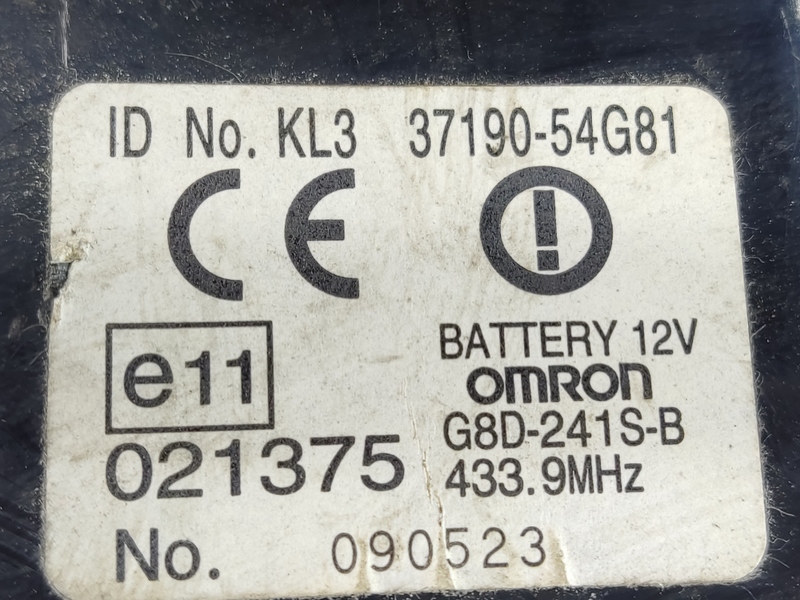 ID No. KL3 37190-54G81
CE
e11
021375
BATTERY 12V
OMRON
G8D-241S-B
433.9MHz
No. 090523